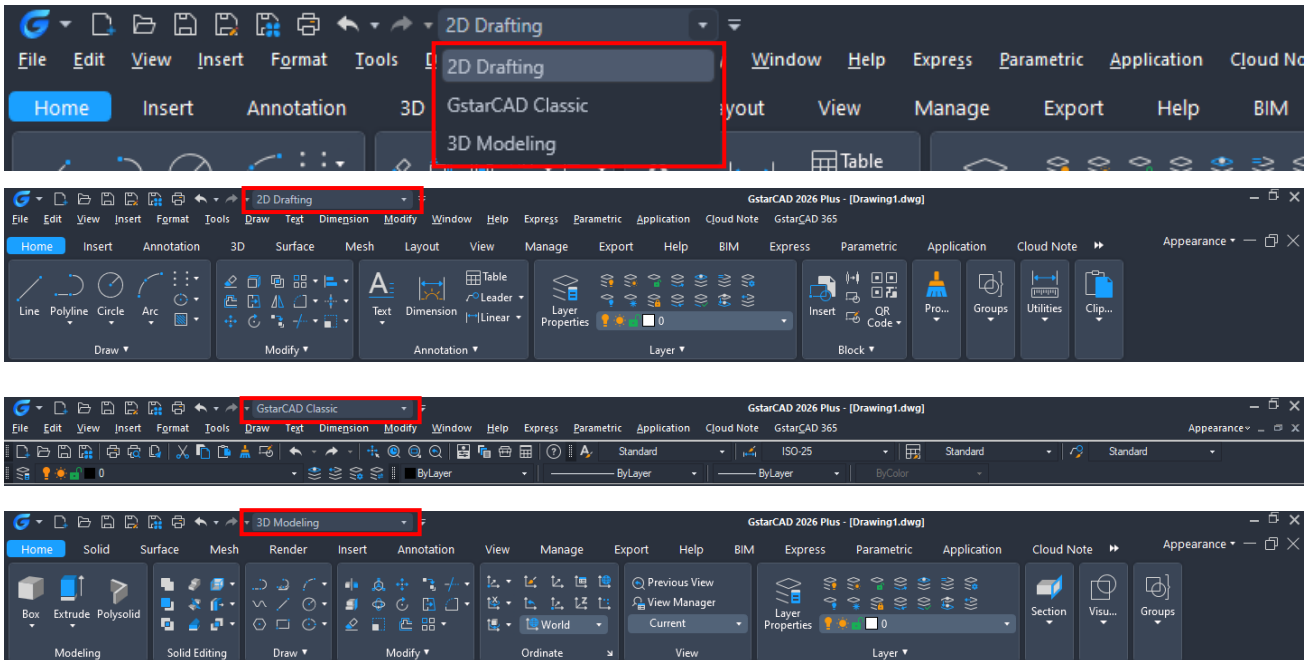 2D Drafting
File Edit View Insert Format Tools D Window Help Express Parametric Application Cloud No
2D Drafting
Home Insert Annotation 3D yout View Manage Export Help BIM
GstarCAD Classic
3D Modeling
Table
2D Drafting GstarCAD 2026 Plus - [Drawing1.dwg]
File Edit View Insert Format Tools Draw Text Dimension Modify Window Help Express Parametric Application Cloud Note GstarCAD 365
Home Insert Annotation 3D Surface Mesh Layout View Manage Export Help BIM Express Parametric Application Cloud Note Appearance
Table
Leader
Linear
Line Polyline Circle Arc Text Dimension Layer Properties 0 Insert QR Code Pro... Groups Utilities Clip...
Draw Modify Annotation Layer Block
GstarCAD Classic GstarCAD 2026 Plus - [Drawing1.dwg]
File Edit View Insert Format Tools Draw Text Dimension Modify Window Help Express Parametric Application Cloud Note GstarCAD 365 Appearance
Standard ISO-25 Standard Standard
0 ByLayer ByLayer ByLayer ByColor
3D Modeling GstarCAD 2026 Plus - [Drawing1.dwg]
Home Solid Surface Mesh Render Insert Annotation View Manage Export Help BIM Express Parametric Application Cloud Note Appearance
Previous View
View Manager
Box Extrude Polysolid World Current Layer Properties 0 Section Visu... Groups
Modeling Solid Editing Draw Modify Ordinate View Layer